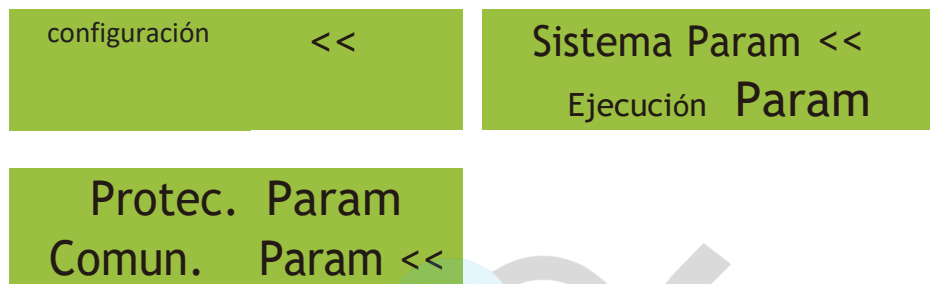 configuración <<
Sistema Param <<
Ejecución Param
Protec. Param
Comun. Param <<